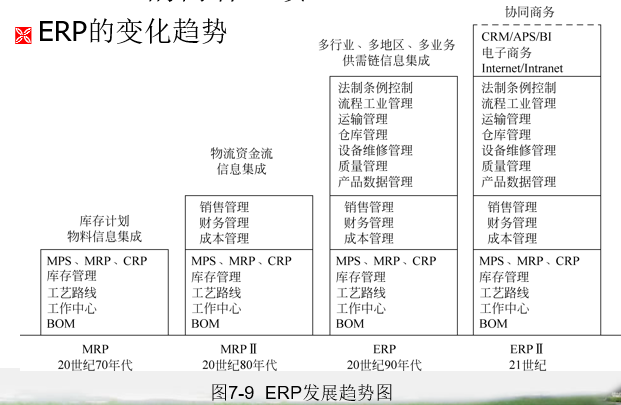 ERP的变化趋势
库存计划
物料信息集成
MPS、MRP、CRP
库存管理
工艺路线
工作中心
BOM
MRP
20世纪70年代
物流资金流
信息集成
销售管理
财务管理
成本管理
MPS、MRP、CRP
库存管理
工艺路线
工作中心
BOM
MRPⅡ
20世纪80年代
多行业、多地区、多业务
供需链信息集成
法制条例控制
流程工业管理
运输管理
仓库管理
设备维修管理
质量管理
产品数据管理
销售管理
财务管理
成本管理
MPS、MRP、CRP
库存管理
工艺路线
工作中心
BOM
ERP
20世纪90年代
协同商务
CRM/APS/BI
电子商务
Internet/Intranet
法制条例控制
流程工业管理
运输管理
仓库管理
设备维修管理
质量管理
产品数据管理
销售管理
财务管理
成本管理
MPS、MRP、CRP
库存管理
工艺路线
工作中心
BOM
ERPⅡ
21世纪
图7-9 ERP发展趋势图